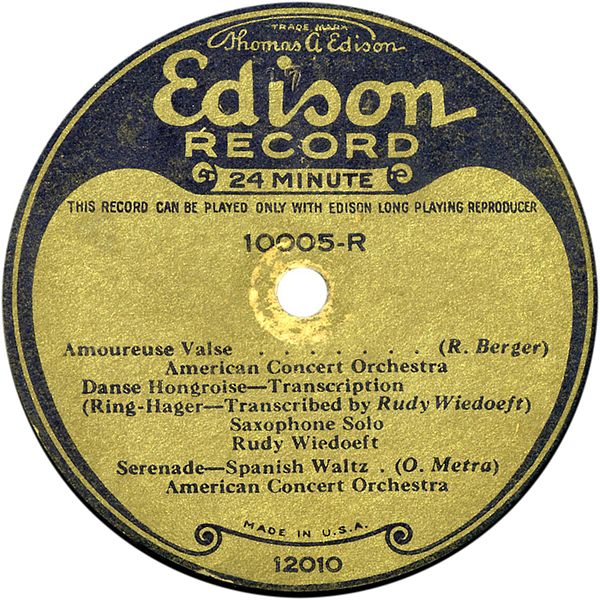 TRADE MARK
Thomas A Edison
Edison
RECORD
24 MINUTE
THIS RECORD CAN BE PLAYED ONLY WITH EDISON LONG PLAYING REPRODUCER
10005-R
Amoureuse Valse . . . . . . . (R. Berger)
American Concert Orchestra
Danse Hongroise—Transcription
(Ring-Hager—Transcribed by Rudy Wiedoeft)
Saxophone Solo
Rudy Wiedoeft
Serenade—Spanish Waltz . (O. Metra)
American Concert Orchestra
MADE IN U.S.A.
12010